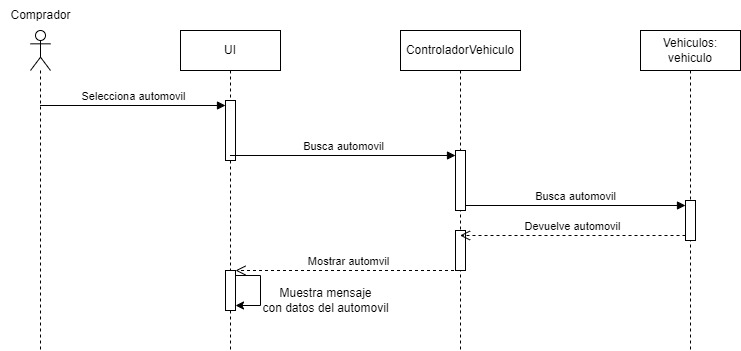 Comprador
UI
ControladorVehiculo
Vehiculos:
vehiculo
Selecciona automovil
Busca automovil
Busca automovil
Devuelve automovil
Mostrar automvil
Muestra mensaje
con datos del automovil